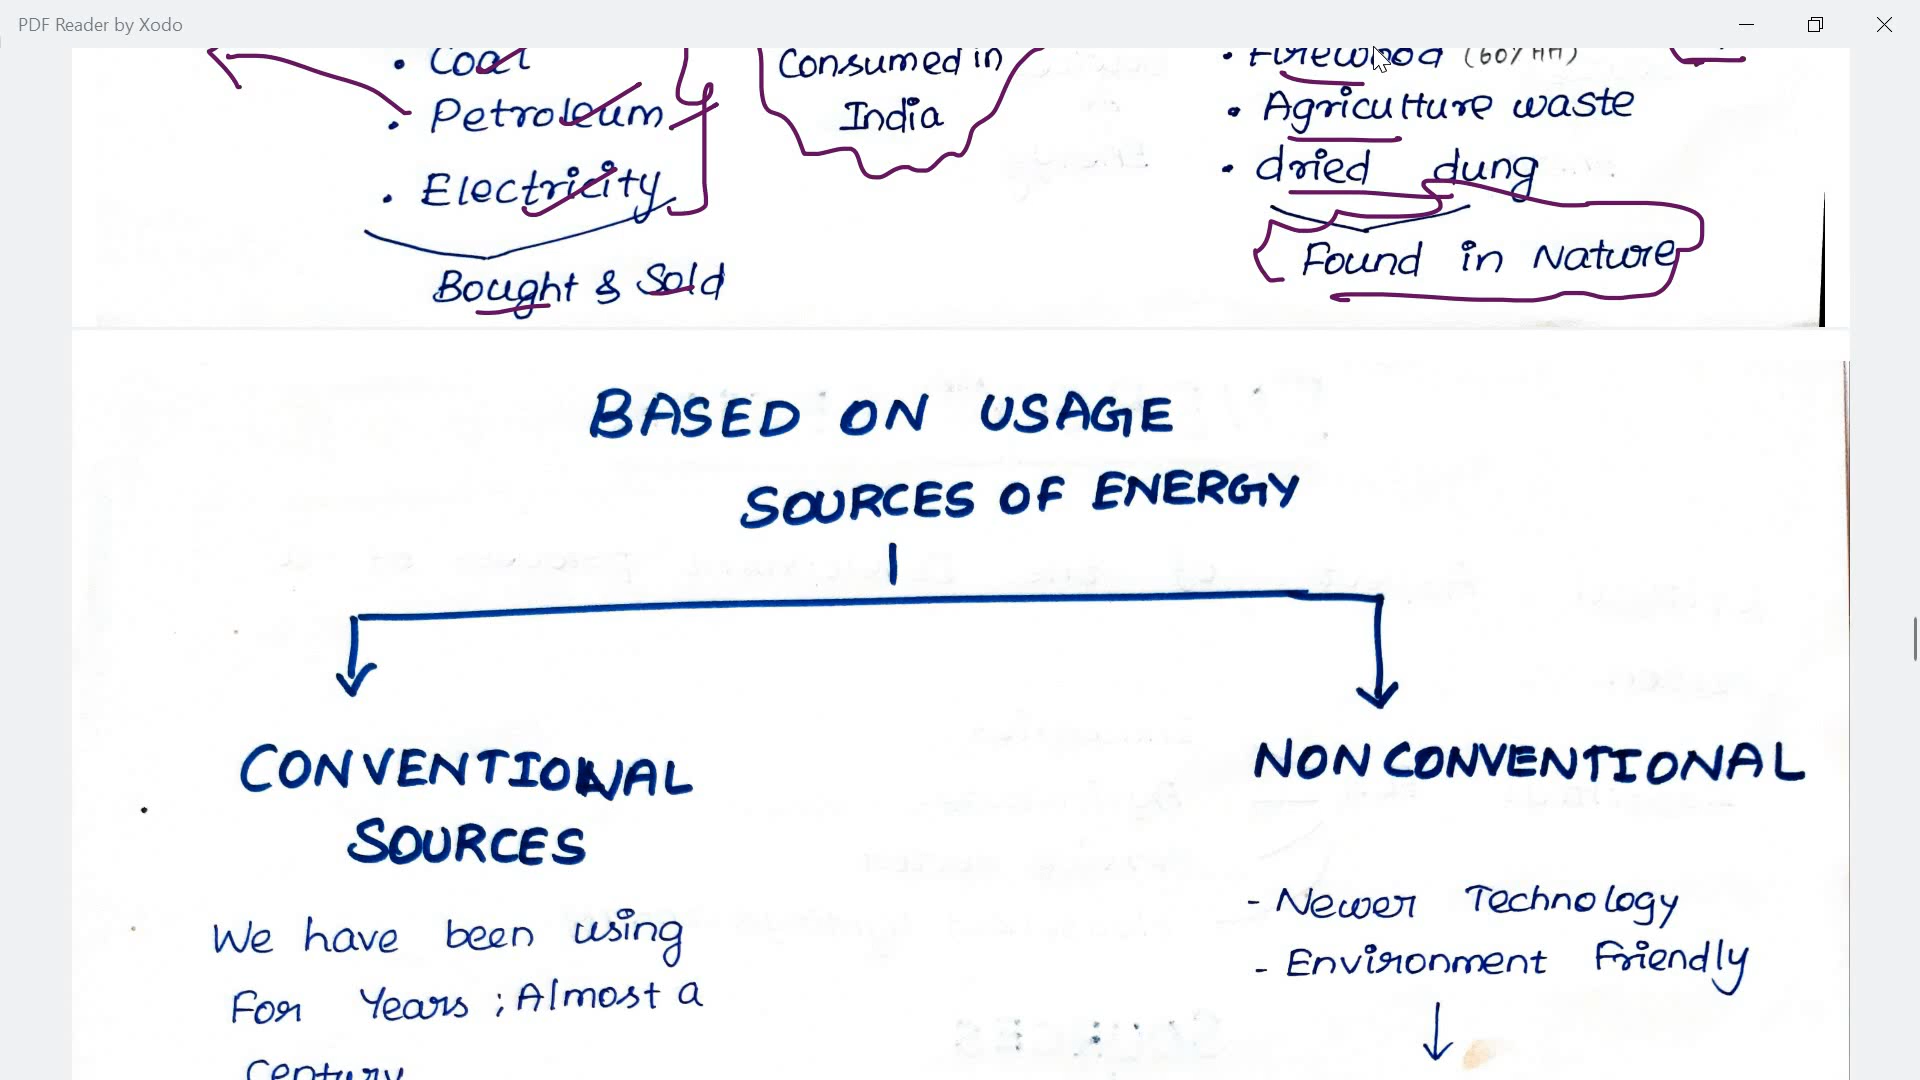 PDF Reader by Xodo
• Coal
Consumed in
• Firewood (60% HH)
• Petroleum
India
• Agriculture waste
• Electricity
• dried dung
Bought & Sold
Found in Nature
BASED ON USAGE
SOURCES OF ENERGY
CONVENTIONAL
SOURCES
NON CONVENTIONAL
We have been using
For Years ; Almost a
Century
- Newer Technology
- Environment Friendly